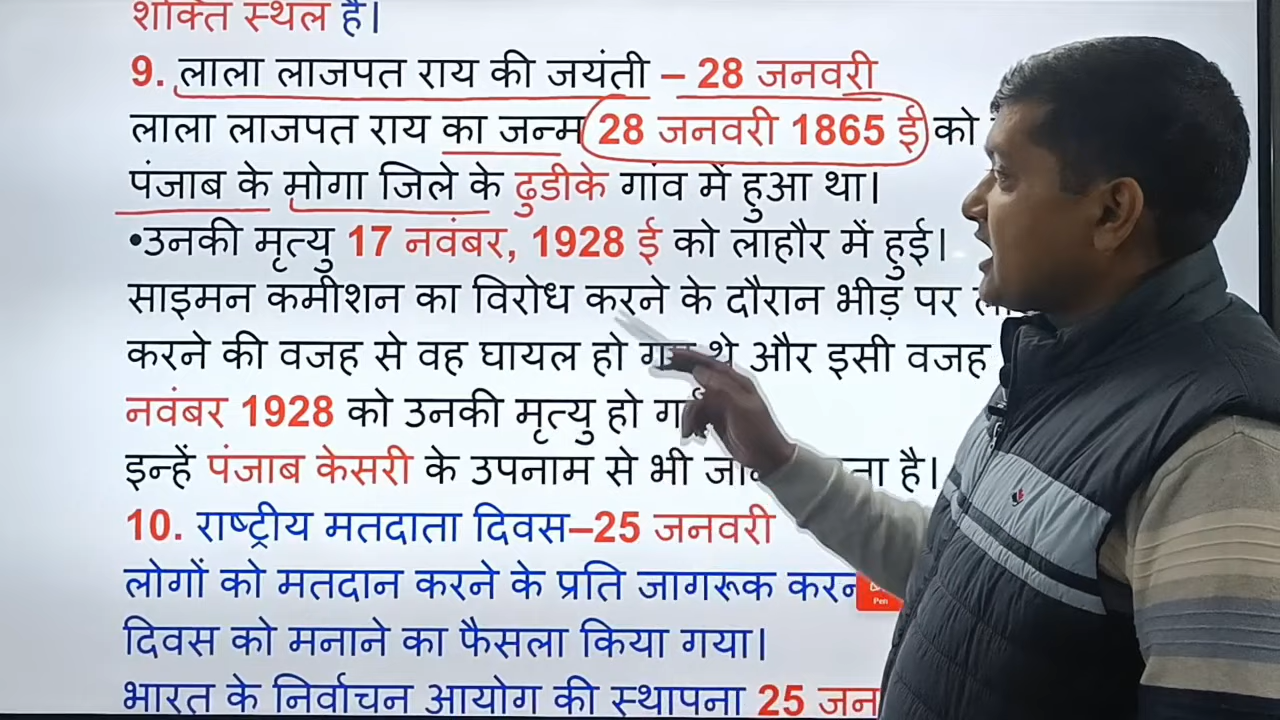 शक्ति स्थल है।
9. लाला लाजपत राय की जयंती – 28 जनवरी
लाला लाजपत राय का जन्म 28 जनवरी 1865 ई को
पंजाब के मोगा जिले के ढुडीके गांव में हुआ था।
•उनकी मृत्यु 17 नवंबर, 1928 ई को लाहौर में हुई।
साइमन कमीशन का विरोध करने के दौरान भीड़ पर
करने की वजह से वह घायल हो गए थे और इसी वजह
नवंबर 1928 को उनकी मृत्यु हो
इन्हें पंजाब केसरी के उपनाम से भी है।
10. राष्ट्रीय मतदाता दिवस–25 जनवरी
लोगों को मतदान करने के प्रति जागरूक
Pen
दिवस को मनाने का फैसला किया गया।
भारत के निर्वाचन आयोग की स्थापना 25